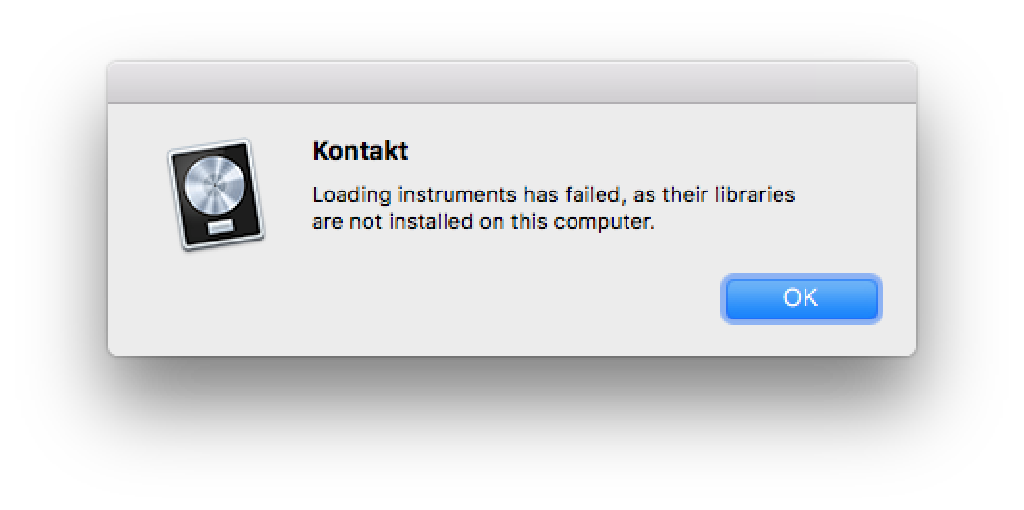 Kontakt
Loading instruments has failed, as their libraries
are not installed on this computer.
OK